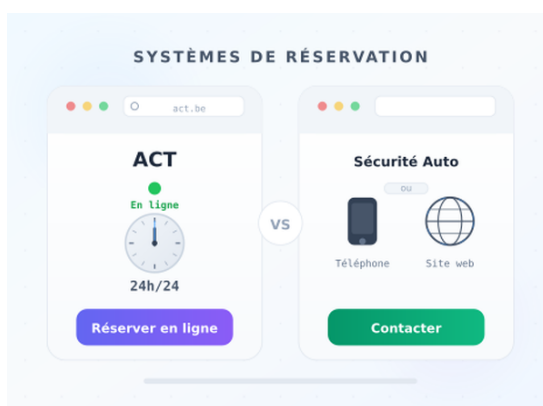 SYSTÈMES DE RÉSERVATION
act.be
ACT
En ligne
24h/24
Réserver en ligne
VS
Sécurité Auto
ou
Téléphone
Site web
Contacter